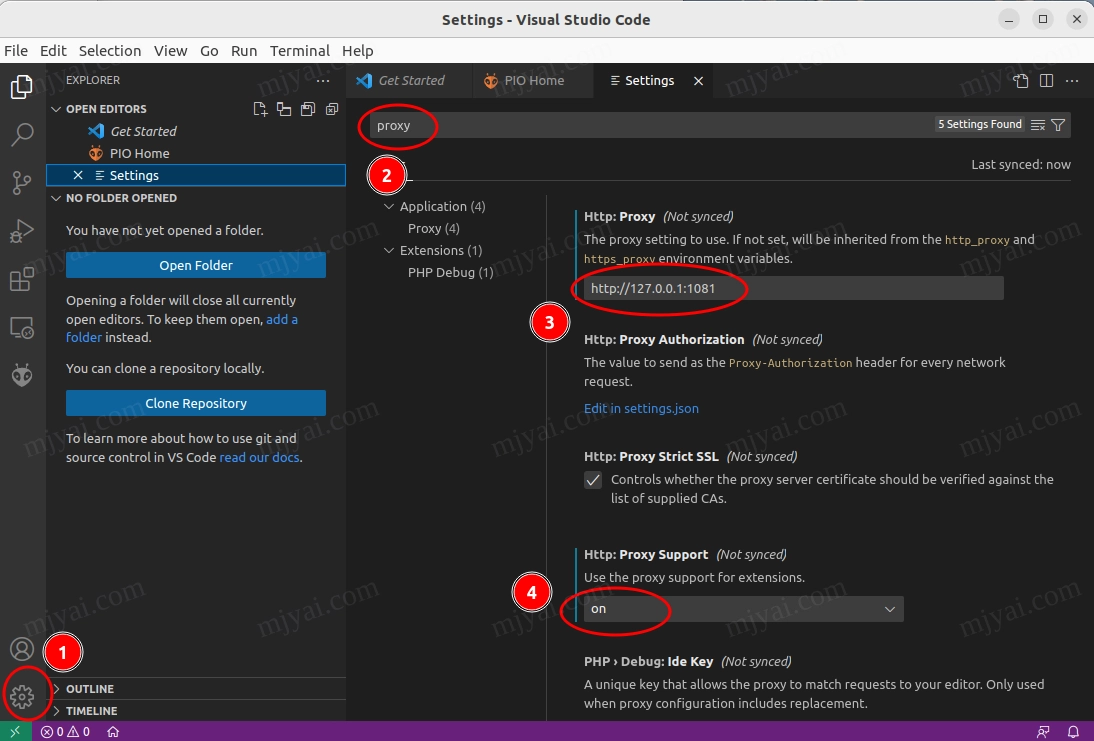 Settings - Visual Studio Code
File Edit Selection View Go Run Terminal Help
EXPLORER
Get Started
PIO Home
Settings
OPEN EDITORS
Get Started
PIO Home
Settings
NO FOLDER OPENED
You have not yet opened a folder.
Open Folder
Opening a folder will close all currently
open editors. To keep them open, add a
folder instead.
You can clone a repository locally.
Clone Repository
To learn more about how to use git and
source control in VS Code read our docs.
1
OUTLINE
TIMELINE
proxy
5 Settings Found
2
Last synced: now
Application (4)
Proxy (4)
Extensions (1)
PHP Debug (1)
Http: Proxy (Not synced)
The proxy setting to use. If not set, will be inherited from the http_proxy and
https_proxy environment variables.
http://127.0.0.1:1081
3
Http: Proxy Authorization (Not synced)
The value to send as the Proxy-Authorization header for every network
request.
Edit in settings.json
Http: Proxy Strict SSL (Not synced)
Controls whether the proxy server certificate should be verified against the
list of supplied CAs.
Http: Proxy Support (Not synced)
Use the proxy support for extensions.
4
on
PHP › Debug: Ide Key (Not synced)
A unique key that allows the proxy to match requests to your editor. Only used
when proxy configuration includes replacement.
0 0
mjyai.com